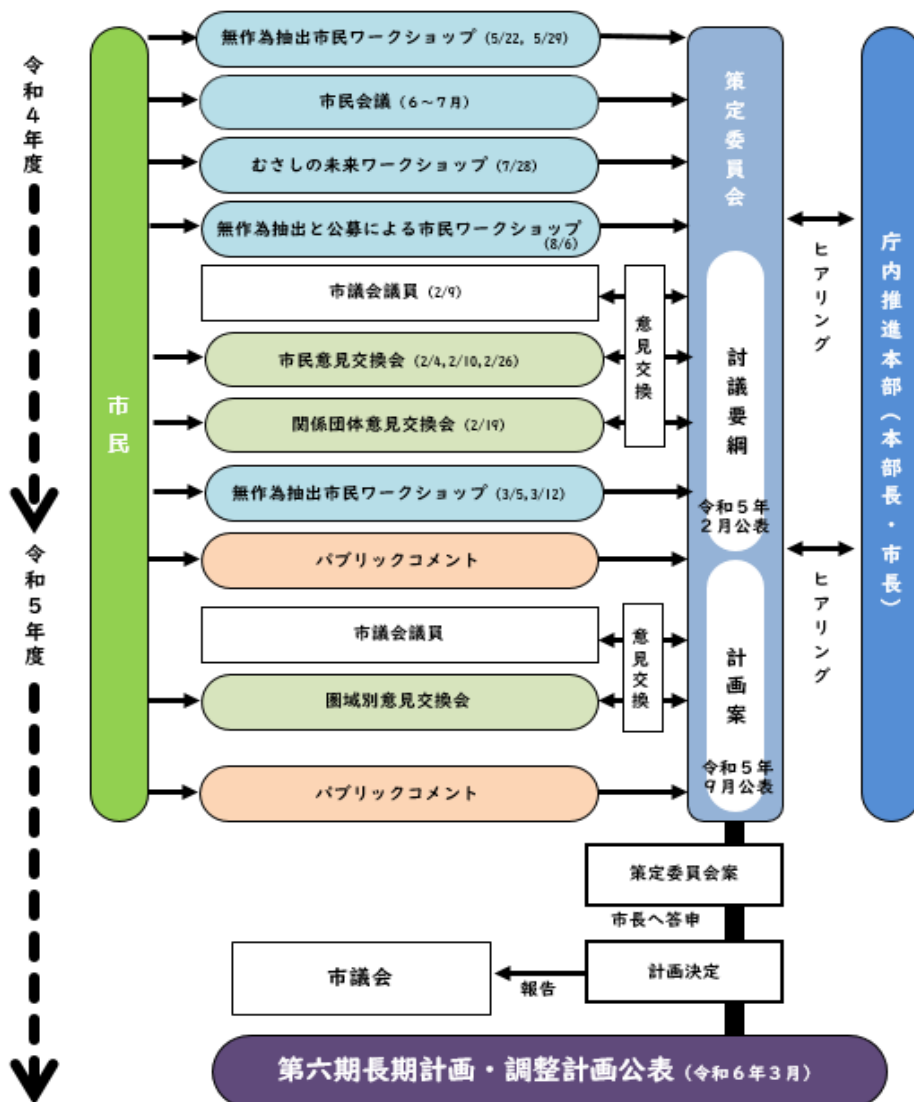 令和4年度
令和5年度
市民
無作為抽出市民ワークショップ (5/22, 5/29)
市民会議 (6～7月)
むさしの未来ワークショップ (7/28)
無作為抽出と公募による市民ワークショップ
(8/6)
市議会議員 (2/9)
市民意見交換会 (2/4,2/10,2/26)
関係団体意見交換会 (2/19)
意見交換
無作為抽出市民ワークショップ (3/5,3/12)
パブリックコメント
市議会議員
圏域別意見交換会
意見交換
パブリックコメント
策定委員会
討議要綱
令和5年
2月公表
計画案
令和5年
9月公表
ヒアリング
ヒアリング
庁内推進本部(本部長・市長)
策定委員会案
市長へ答申
計画決定
報告
市議会
第六期長期計画・調整計画公表 (令和6年3月)